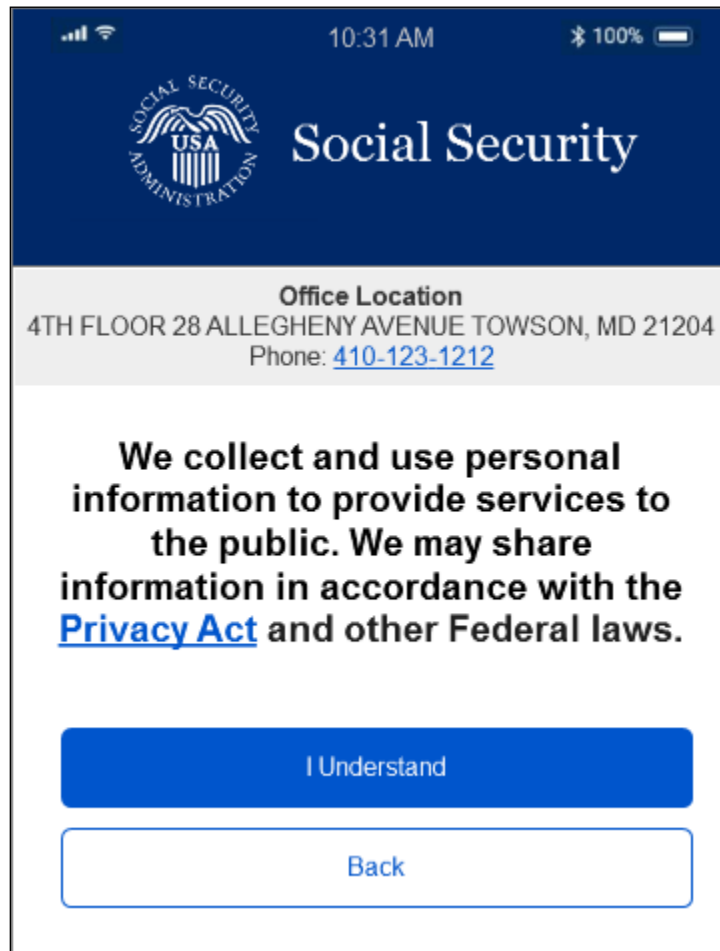 10:31 AM
100%
SOCIAL SECURITY ADMINISTRATION
USA
Social Security
Office Location
4TH FLOOR 28 ALLEGHENY AVENUE TOWSON, MD 21204
Phone: 410-123-1212
We collect and use personal
information to provide services to
the public. We may share
information in accordance with the
Privacy Act and other Federal laws.
I Understand
Back